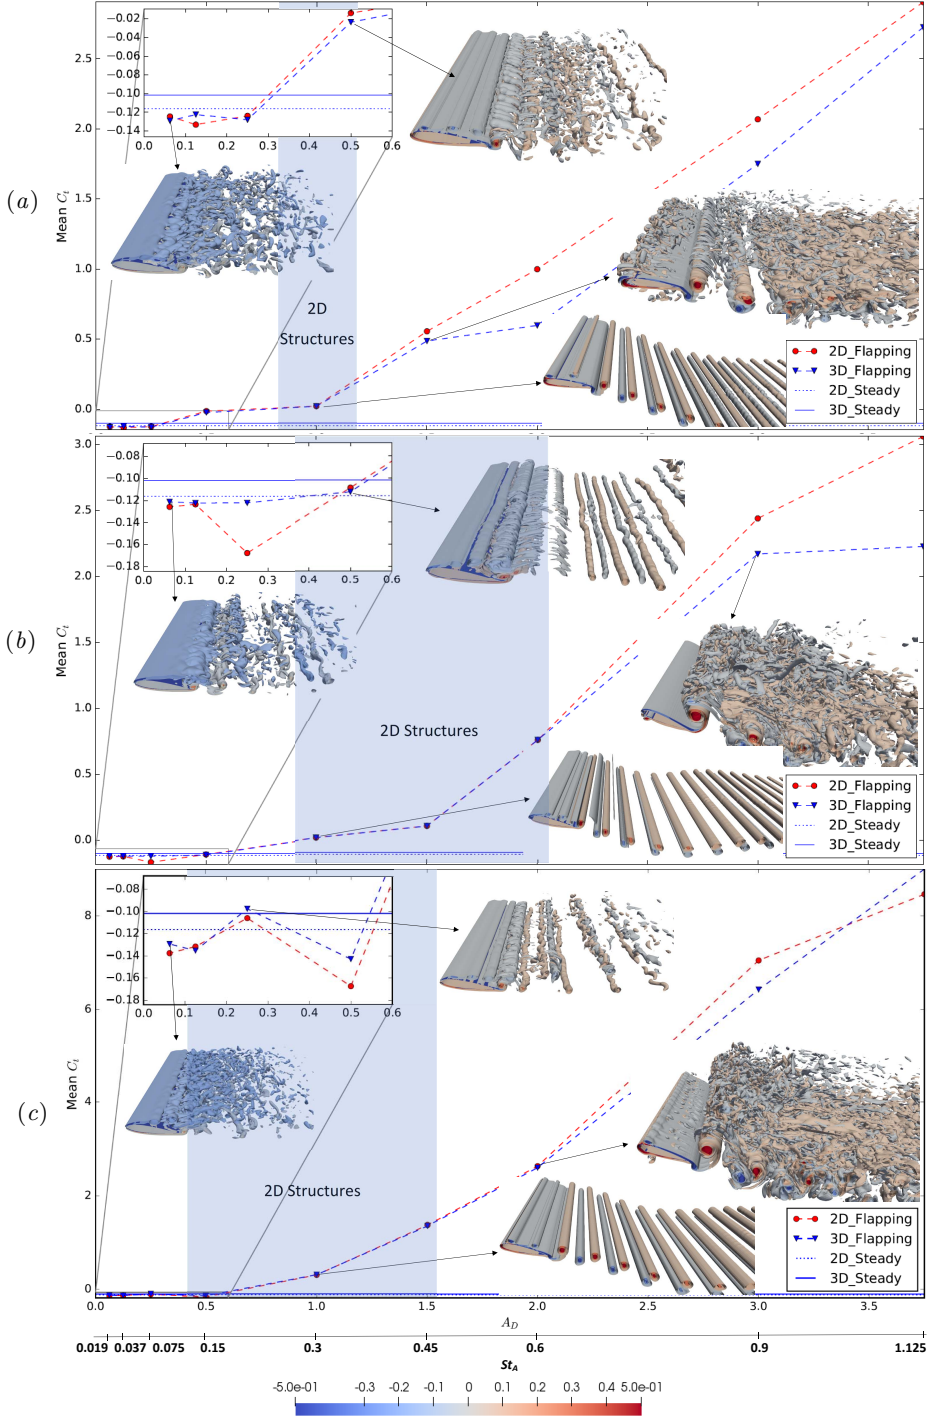 (a)
Mean Cₜ
2.5
2.0
1.5
1.0
0.5
0.0
−0.02
−0.04
−0.06
−0.08
−0.10
−0.12
−0.14
0.0 0.1 0.2 0.3 0.4 0.5 0.6
2D
Structures
2D_Flapping
3D_Flapping
2D_Steady
3D_Steady
(b)
Mean Cₜ
3.0
2.5
2.0
1.5
1.0
0.5
0.0
−0.08
−0.10
−0.12
−0.14
−0.16
−0.18
0.0 0.1 0.2 0.3 0.4 0.5 0.6
2D Structures
2D_Flapping
3D_Flapping
2D_Steady
3D_Steady
(c)
Mean Cₜ
8
6
4
2
0
−0.08
−0.10
−0.12
−0.14
−0.16
−0.18
0.0 0.1 0.2 0.3 0.4 0.5 0.6
2D Structures
2D_Flapping
3D_Flapping
2D_Steady
3D_Steady
0.0 0.5 1.0 1.5 2.0 2.5 3.0 3.5
A_D
0.019 0.037 0.075 0.15 0.3 0.45 0.6 0.9 1.125
St_A
-5.0e-01 -0.3 -0.2 -0.1 0 0.1 0.2 0.3 0.4 5.0e-01